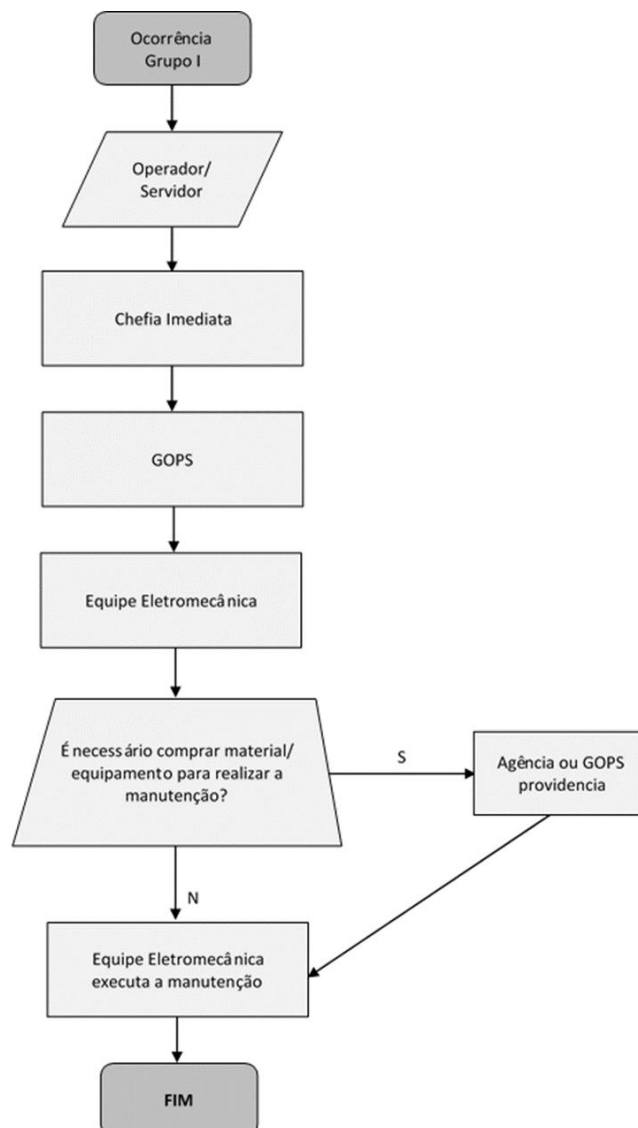 Ocorrência
Grupo I
Operador/
Servidor
Chefia Imediata
GOPS
Equipe Eletromecânica
É necessário comprar material/
equipamento para realizar a
manutenção?
S
Agência ou GOPS
providencia
N
Equipe Eletromecânica
executa a manutenção
FIM